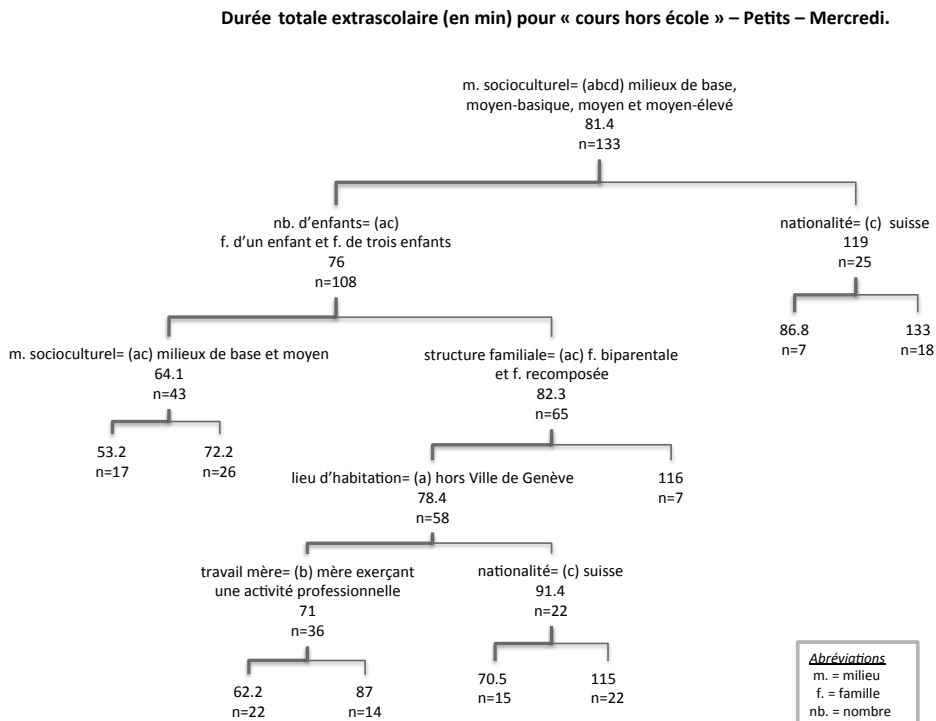 Durée totale extrascolaire (en min) pour « cours hors école » – Petits – Mercredi.
m. socioculturel= (abcd) milieux de base,
moyen-basique, moyen et moyen-élevé
81.4
n=133
nb. d'enfants= (ac)
f. d'un enfant et f. de trois enfants
76
n=108
nationalité= (c) suisse
119
n=25
86.8
n=7
133
n=18
m. socioculturel= (ac) milieux de base et moyen
64.1
n=43
structure familiale= (ac) f. biparentale
et f. recomposée
82.3
n=65
53.2
n=17
72.2
n=26
lieu d'habitation= (a) hors Ville de Genève
78.4
n=58
116
n=7
travail mère= (b) mère exerçant
une activité professionnelle
71
n=36
nationalité= (c) suisse
91.4
n=22
62.2
n=22
87
n=14
70.5
n=15
115
n=22
Abréviations
m. = milieu
f. = famille
nb. = nombre